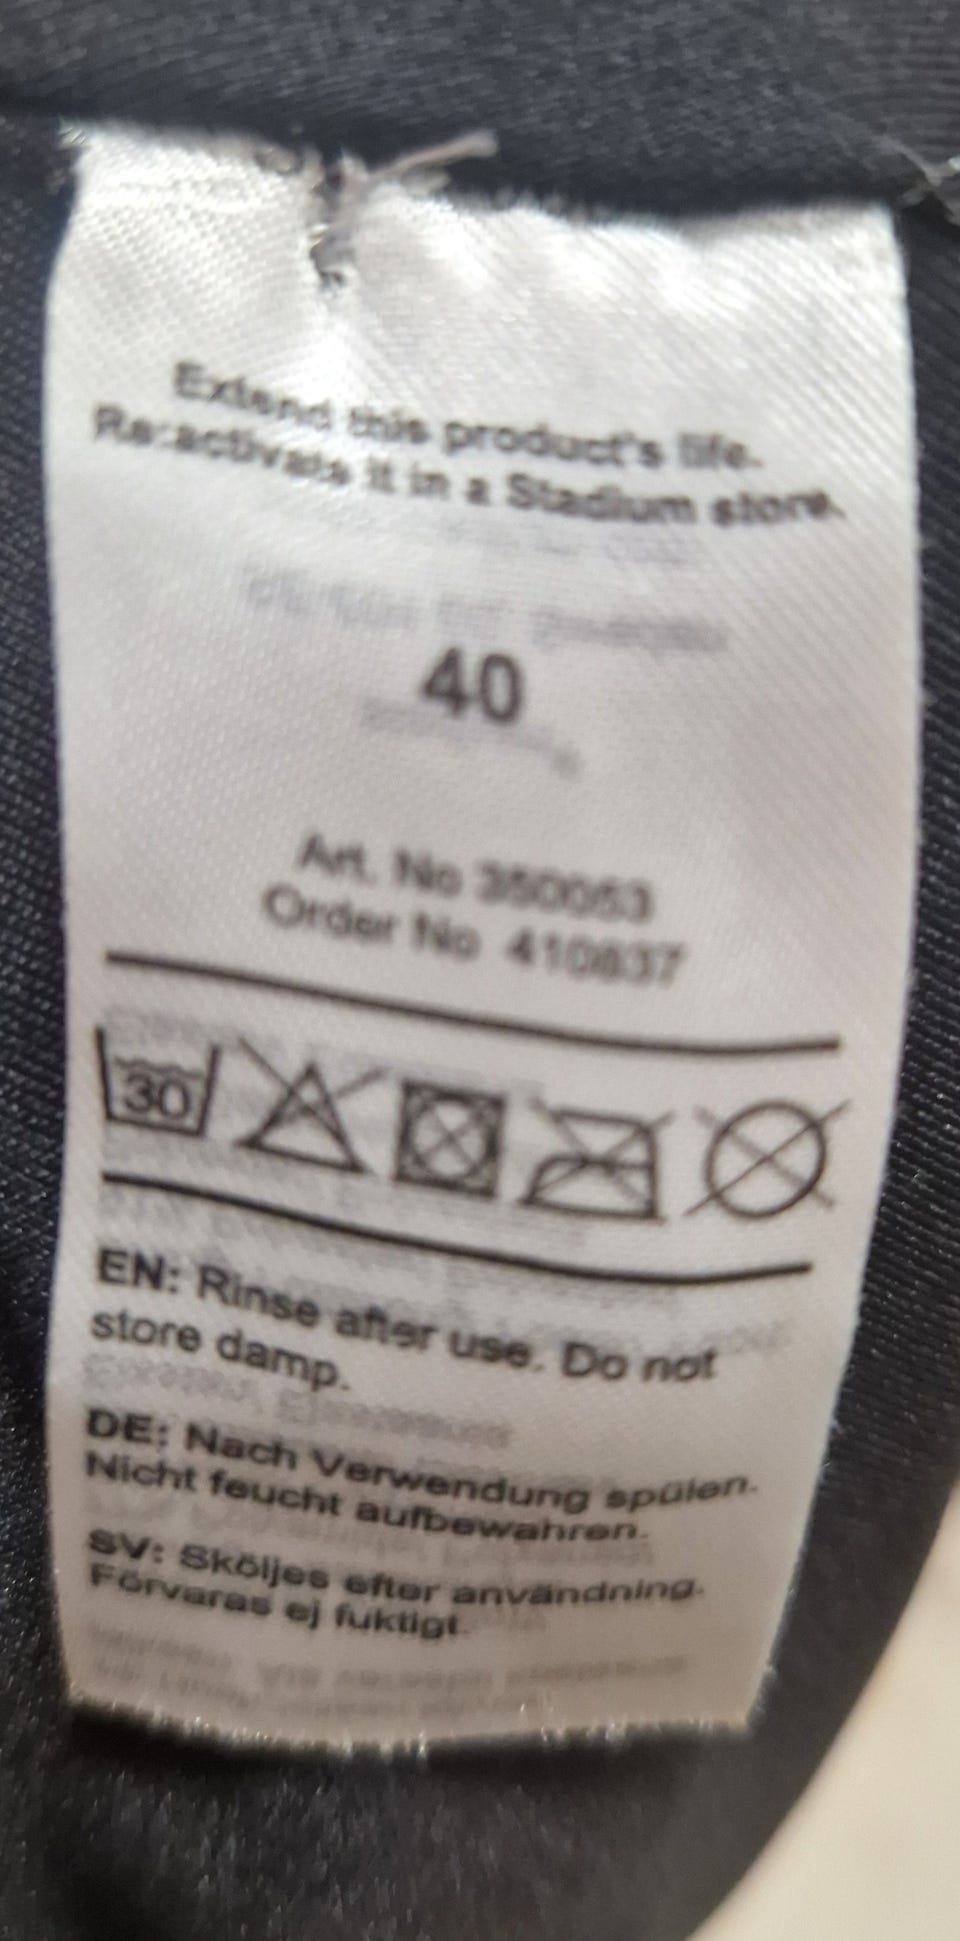 Extend this product's life.
Re:activate it in a Stadium store.
40
Art. No 350053
Order No 410837
30
EN: Rinse after use. Do not
store damp.
DE: Nach Verwendung spülen.
Nicht feucht aufbewahren.
SV: Sköljes efter användning.
Förvaras ej fuktigt.